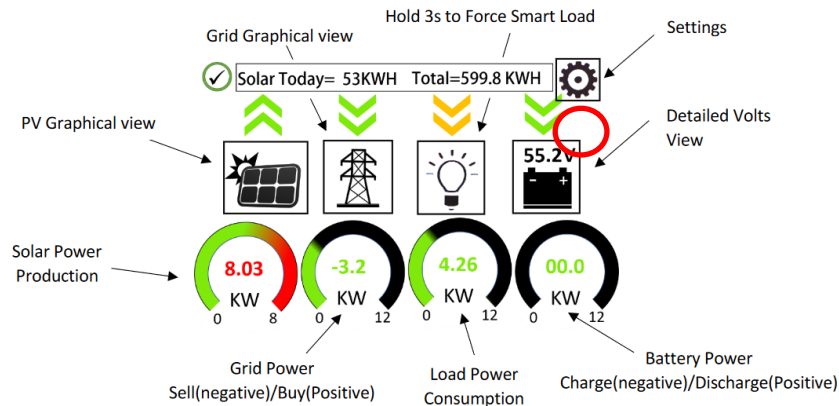 Hold 3s to Force Smart Load
Grid Graphical view
Settings
Solar Today= 53KWH Total=599.8 KWH
PV Graphical view
Detailed Volts
View
55.2V
Solar Power
Production
8.03
KW
0 8
-3.2
KW
0 12
4.26
KW
0 12
00.0
KW
0 12
Grid Power
Sell(negative)/Buy(Positive)
Load Power
Consumption
Battery Power
Charge(negative)/Discharge(Positive)